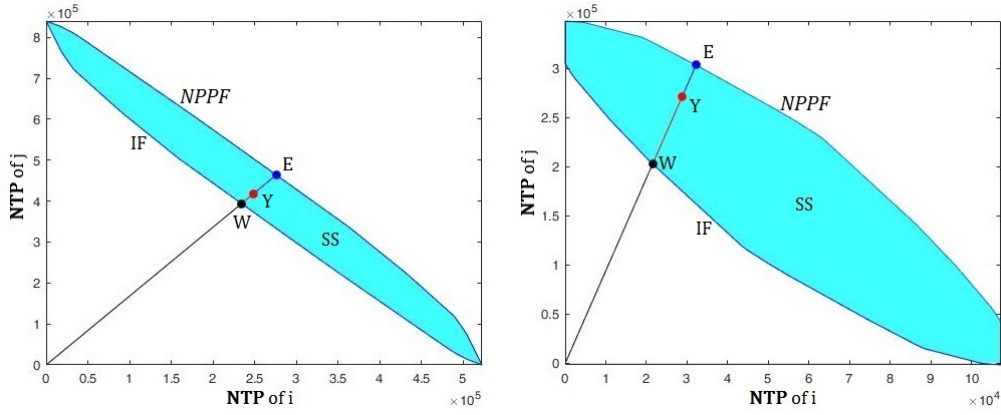 × 10⁵
8
7
6
5
4
3
2
1
0
NTP of j
NPPF
IF
E
Y
W
SS
0 0.5 1 1.5 2 2.5 3 3.5 4 4.5 5
NTP of i
× 10⁵
× 10⁵
3
2.5
2
1.5
1
0.5
0
NTP of j
E
NPPF
Y
W
SS
IF
0 1 2 3 4 5 6 7 8 9 10
NTP of i
× 10⁴